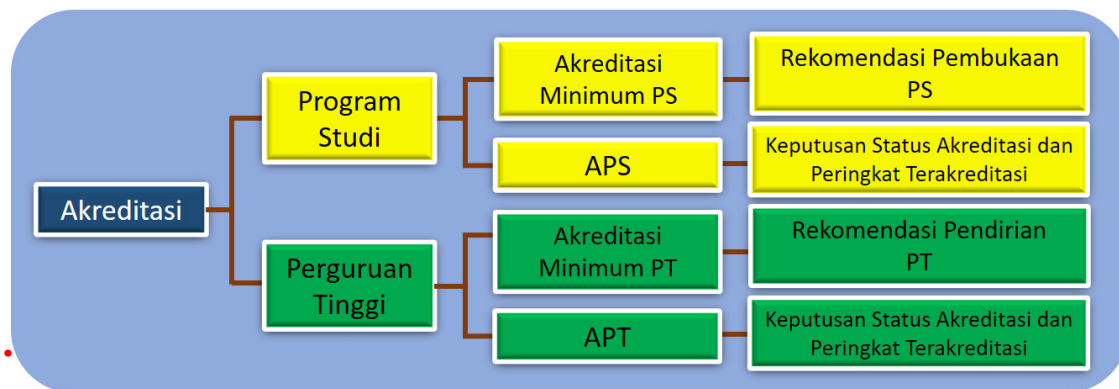 Akreditasi
Program
Studi
Akreditasi
Minimum PS
Rekomendasi Pembukaan
PS
APS
Keputusan Status Akreditasi dan
Peringkat Terakreditasi
Perguruan
Tinggi
Akreditasi
Minimum PT
Rekomendasi Pendirian
PT
APT
Keputusan Status Akreditasi dan
Peringkat Terakreditasi